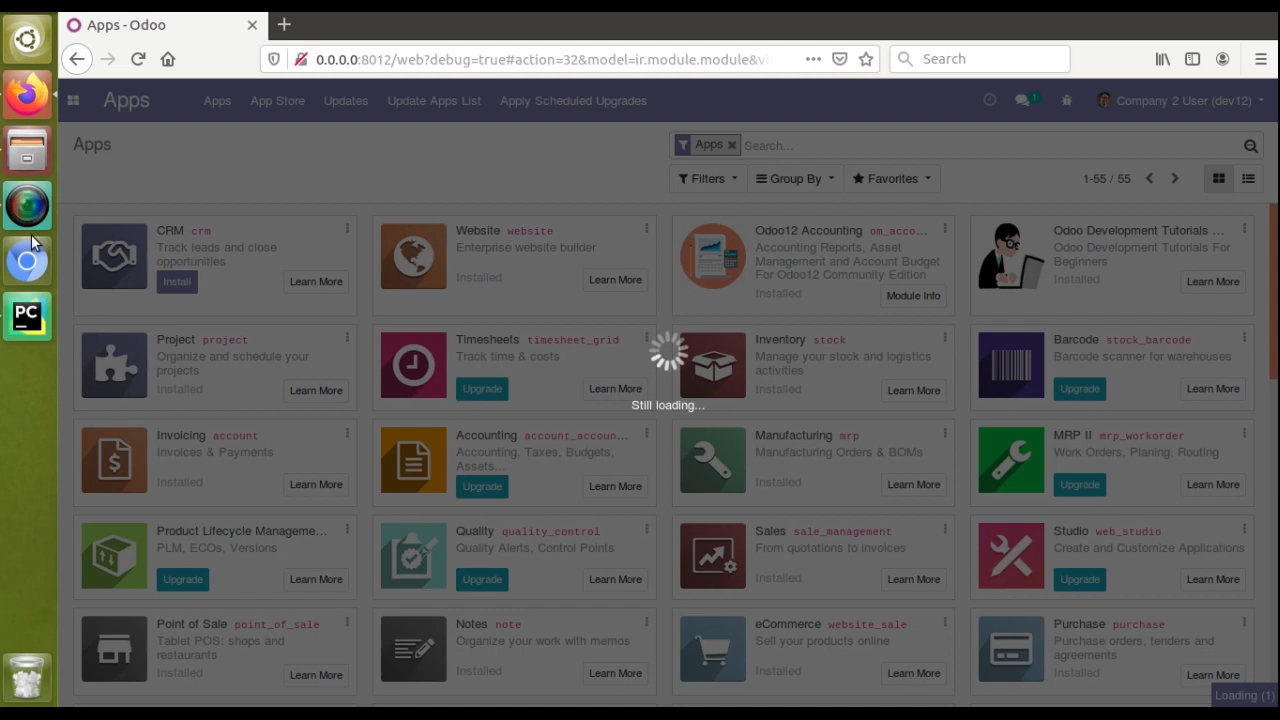 Apps - Odoo
0.0.0.0:8012/web?debug=true#action=32&model=ir.module.module&vi
Search
Apps
Apps
App Store
Updates
Update Apps List
Apply Scheduled Upgrades
1
Company 2 User (dev12)
Apps
Apps
Search...
Filters
Group By
Favorites
1-55 / 55
CRM crm
Track leads and close
opportunities
Install
Learn More
Website website
Enterprise website builder
Installed
Learn More
Odoo12 Accounting om_acco...
Accounting Reports, Asset
Management and Account Budget
For Odoo12 Community Edition
Installed
Module Info
Odoo Development Tutorials ...
Odoo Development Tutorials For
Beginners
Installed
Learn More
Project project
Organize and schedule your
projects
Installed
Learn More
Timesheets timesheet_grid
Track time & costs
Upgrade
Learn More
Inventory stock
Manage your stock and logistics
activities
Installed
Learn More
Barcode stock_barcode
Barcode scanner for warehouses
Upgrade
Learn More
Still loading...
Invoicing account
Invoices & Payments
Installed
Learn More
Accounting account_accoun...
Accounting, Taxes, Budgets,
Assets...
Upgrade
Learn More
Manufacturing mrp
Manufacturing Orders & BOMs
Installed
Learn More
MRP II mrp_workorder
Work Orders, Planing, Routing
Upgrade
Learn More
Product Lifecycle Manageme...
PLM, ECOs, Versions
Upgrade
Learn More
Quality quality_control
Quality Alerts, Control Points
Upgrade
Learn More
Sales sale_management
From quotations to invoices
Installed
Learn More
Studio web_studio
Create and Customize Applications
Upgrade
Learn More
Point of Sale point_of_sale
Tablet POS: shops and
restaurants
Installed
Learn More
Notes note
Organize your work with memos
Installed
Learn More
eCommerce website_sale
Sell your products online
Installed
Learn More
Purchase purchase
Purchase orders, tenders and
agreements
Installed
Learn More
Loading (1)
PC